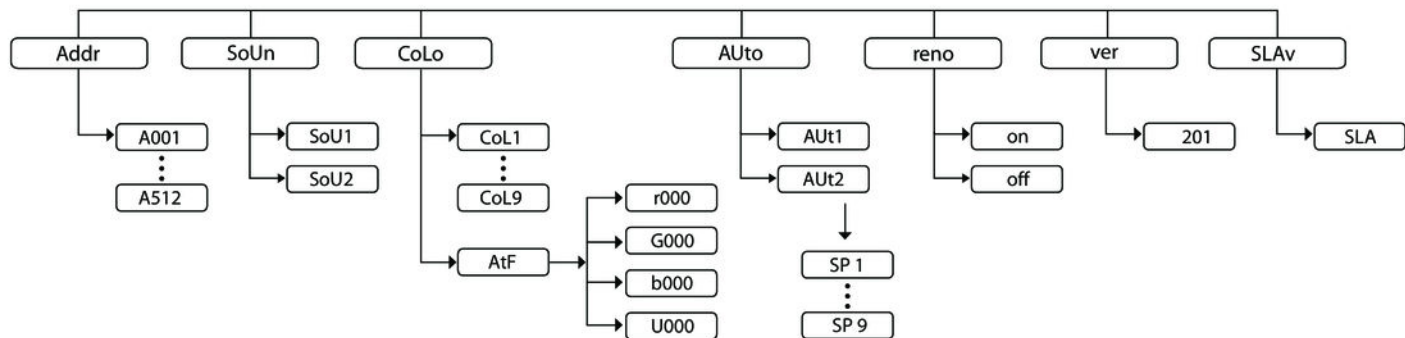 Addr
SoUn
CoLo
AUto
reno
ver
SLAv
A001
A512
SoU1
SoU2
CoL1
CoL9
AtF
r000
G000
b000
U000
AUt1
AUt2
SP 1
SP 9
on
off
201
SLA